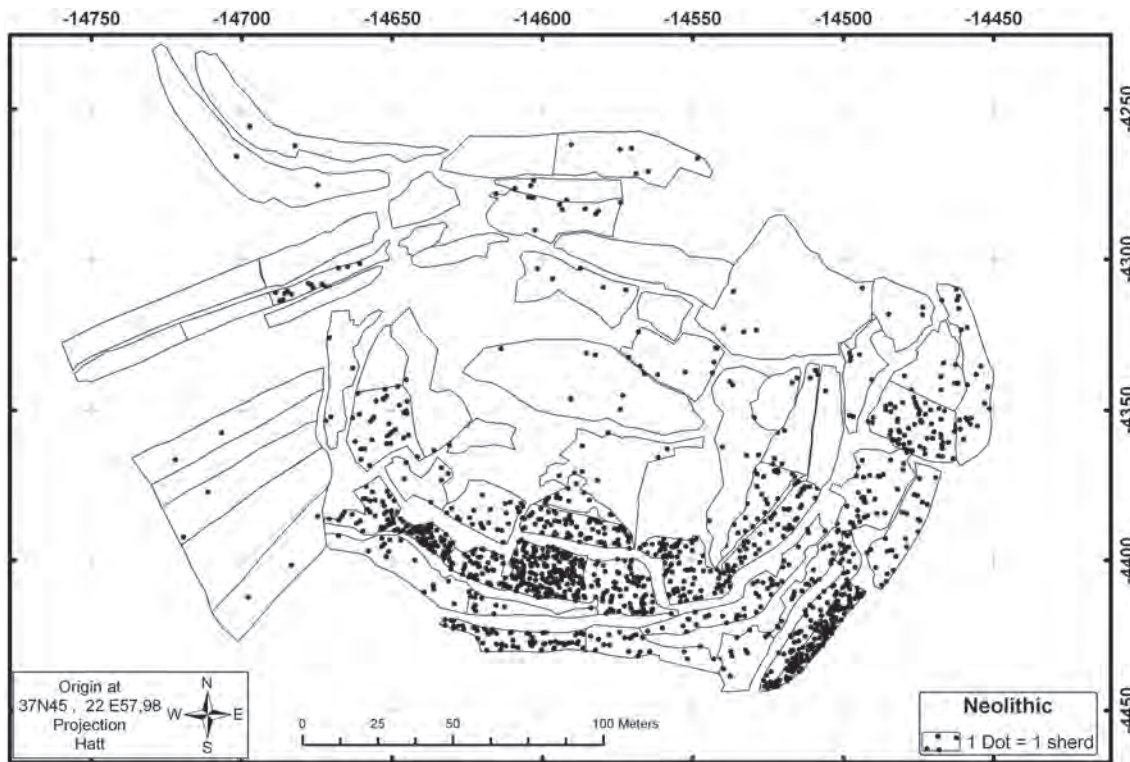 -14750 -14700 -14650 -14600 -14550 -14500 -14450
-4250
-4300
-4350
-4400
-4450
Origin at
37N45 , 22 E57,98
Projection
Hatt
N
W E
S
0 25 50 100 Meters
Neolithic
1 Dot = 1 sherd